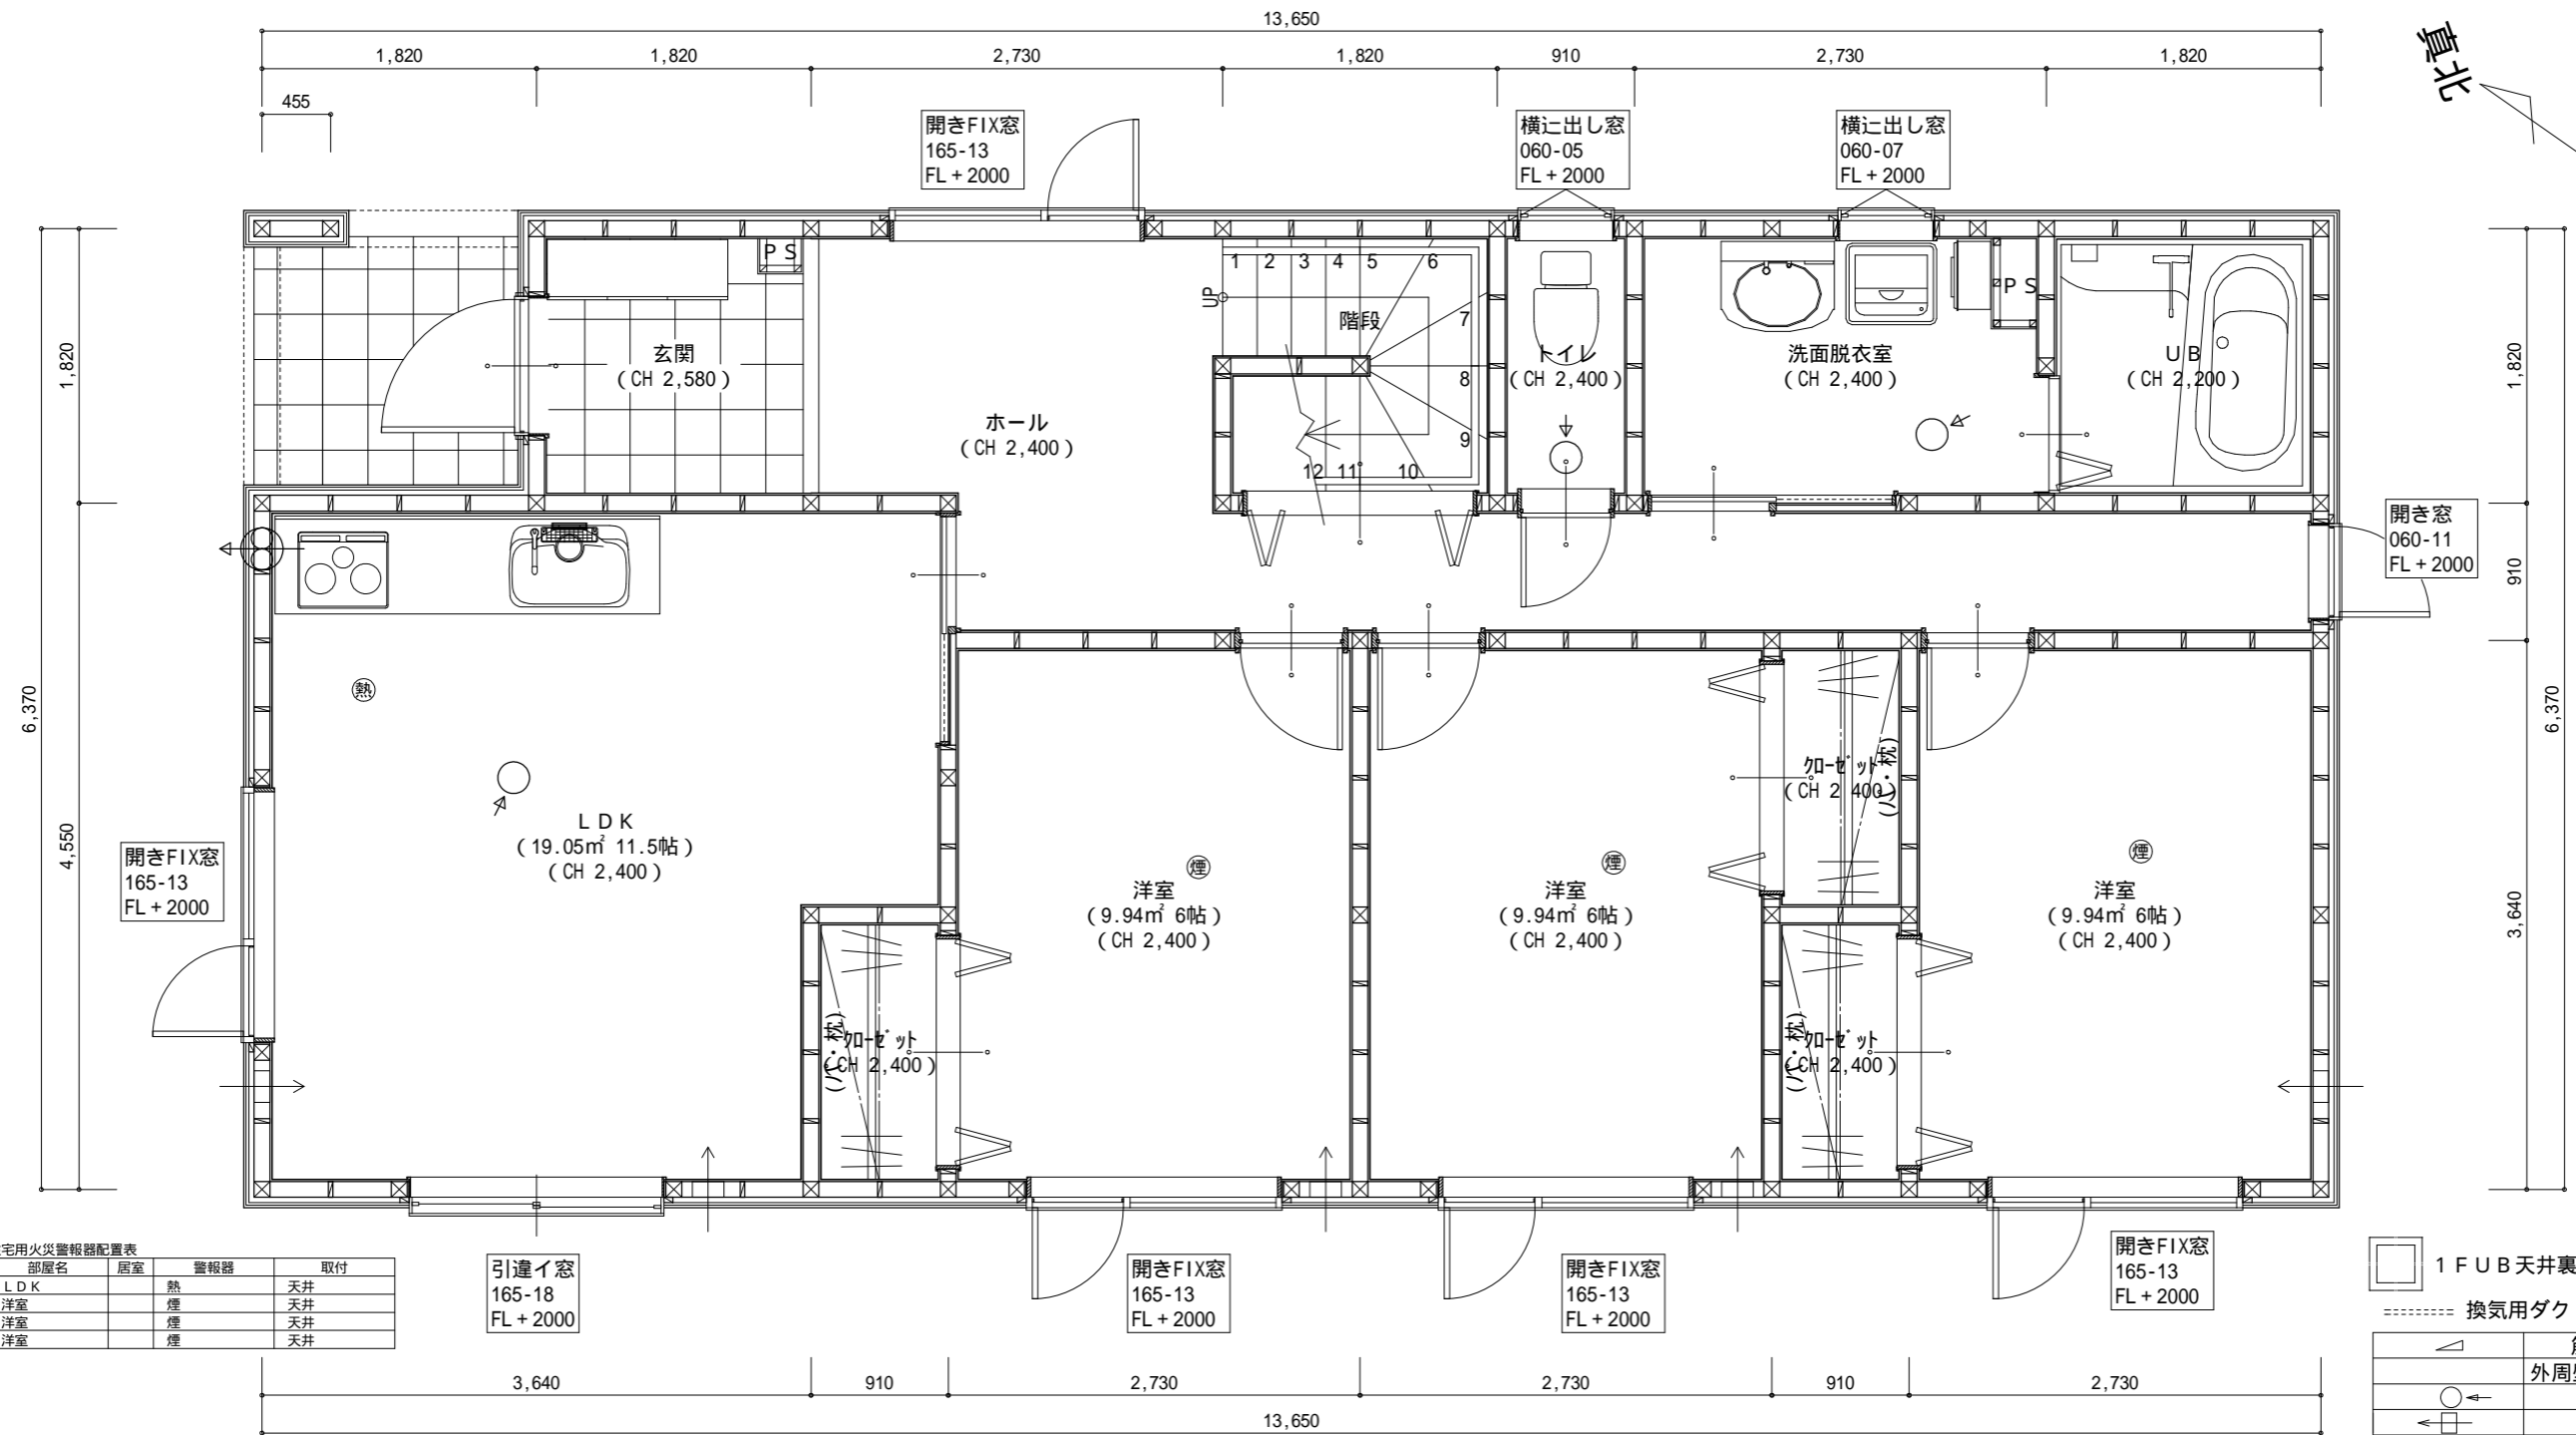 13,650
1,820
1,820
2,730
1,820
910
2,730
1,820
455
真北
開きFIX窓
165-13
FL+2000
横辷出し窓
060-05
FL+2000
横辷出し窓
060-07
FL+2000
PS
1 2 3 4 5 6
UP
階段
7
8
9
12 11 10
玄関
(CH 2,580)
ホール
(CH 2,400)
トイレ
(CH 2,400)
洗面脱衣室
(CH 2,400)
PS
UB
(CH 2,200)
1,820
6,370
4,550
1,820
910
6,370
3,640
開き窓
060-11
FL+2000
熱
LDK
(19.05㎡ 11.5帖)
(CH 2,400)
開きFIX窓
165-13
FL+2000
煙
洋室
(9.94㎡ 6帖)
(CH 2,400)
煙
洋室
(9.94㎡ 6帖)
(CH 2,400)
煙
洋室
(9.94㎡ 6帖)
(CH 2,400)
クローゼット
(CH 2,400)
(ハ・枕)
クローゼット
(CH 2,400)
(ハ・枕)
クローゼット
(CH 2,400)
(ハ・枕)
宅用火災警報器配置表
部屋名 居室 警報器 取付
LDK 熱 天井
洋室 煙 天井
洋室 煙 天井
洋室 煙 天井
引違イ窓
165-18
FL+2000
開きFIX窓
165-13
FL+2000
開きFIX窓
165-13
FL+2000
開きFIX窓
165-13
FL+2000
1FUB天井裏
換気用ダク
外周
3,640
910
2,730
2,730
910
2,730
13,650